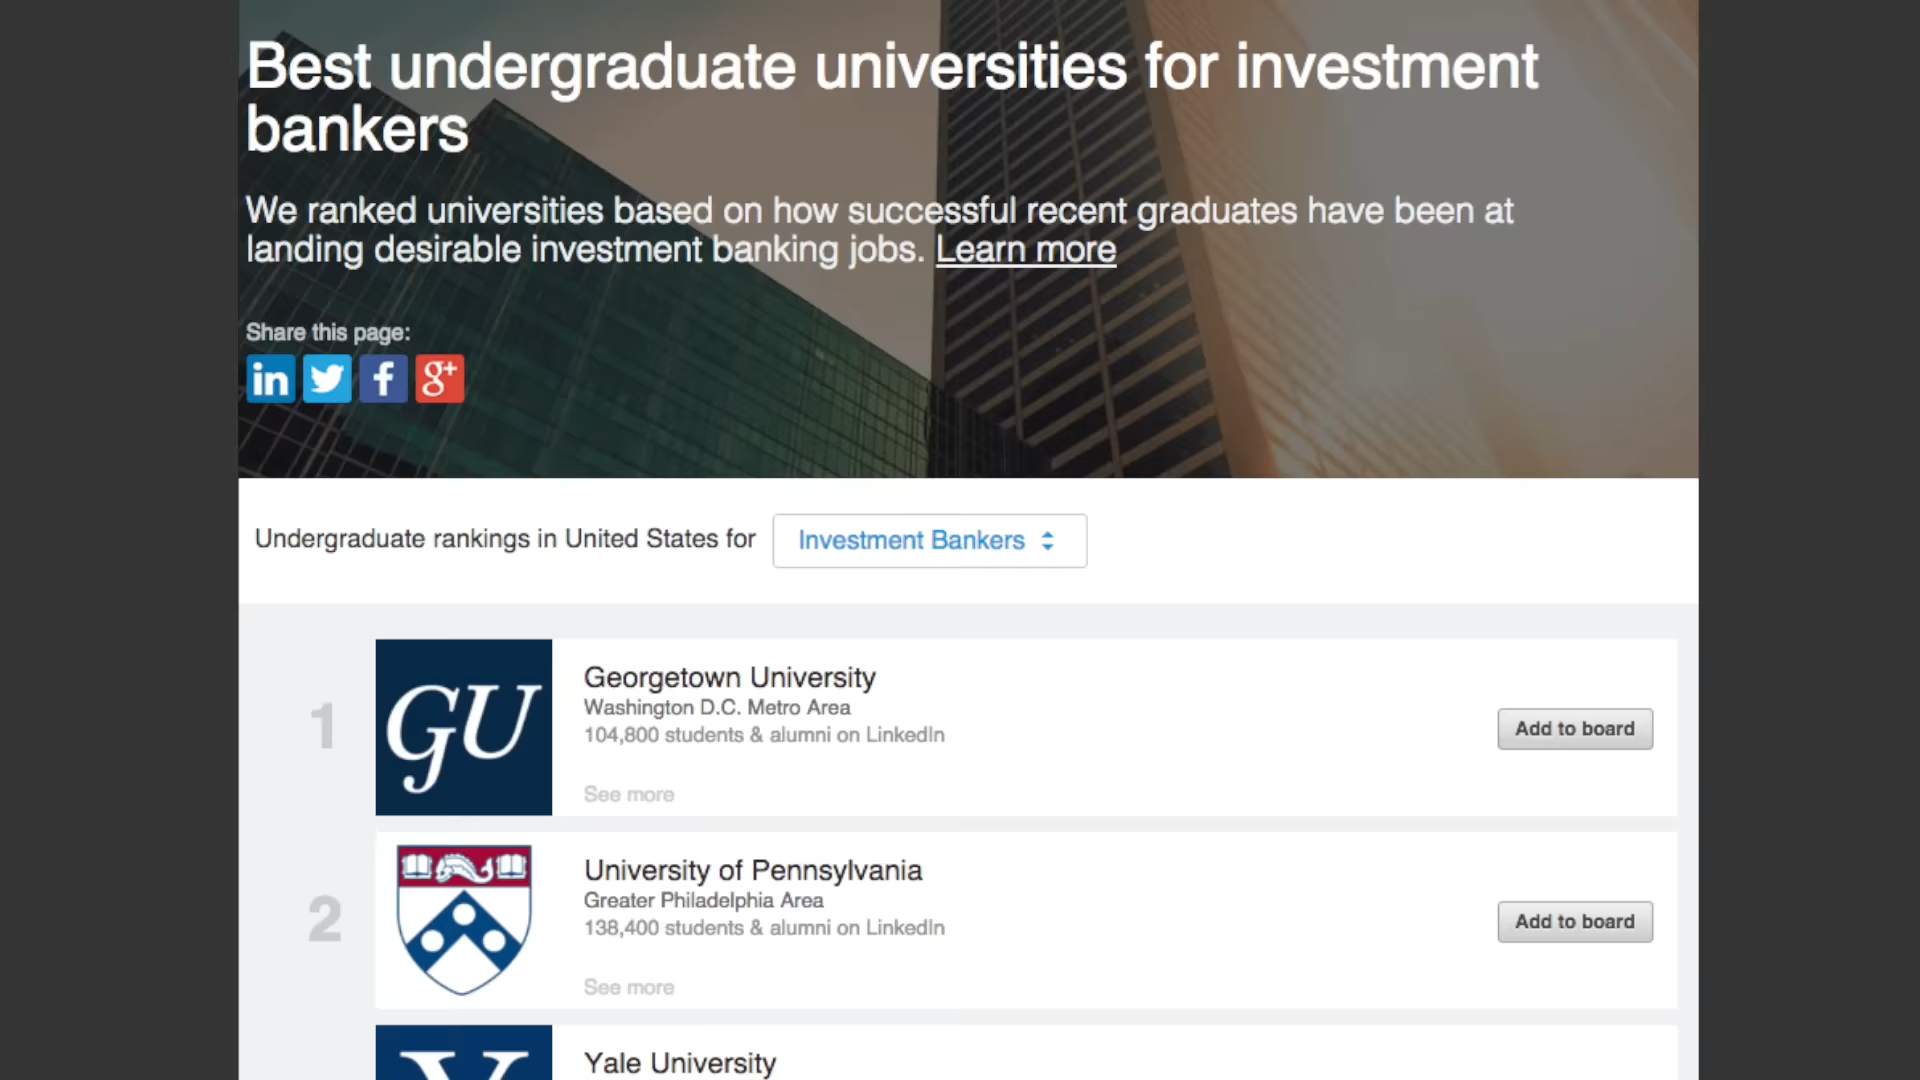 Best undergraduate universities for investment
bankers
We ranked universities based on how successful recent graduates have been at
landing desirable investment banking jobs. Learn more
Share this page:
in f g+
Undergraduate rankings in United States for Investment Bankers
1
GU
Georgetown University
Washington D.C. Metro Area
104,800 students & alumni on LinkedIn
See more
Add to board
2
University of Pennsylvania
Greater Philadelphia Area
138,400 students & alumni on LinkedIn
See more
Add to board
Y
Yale University